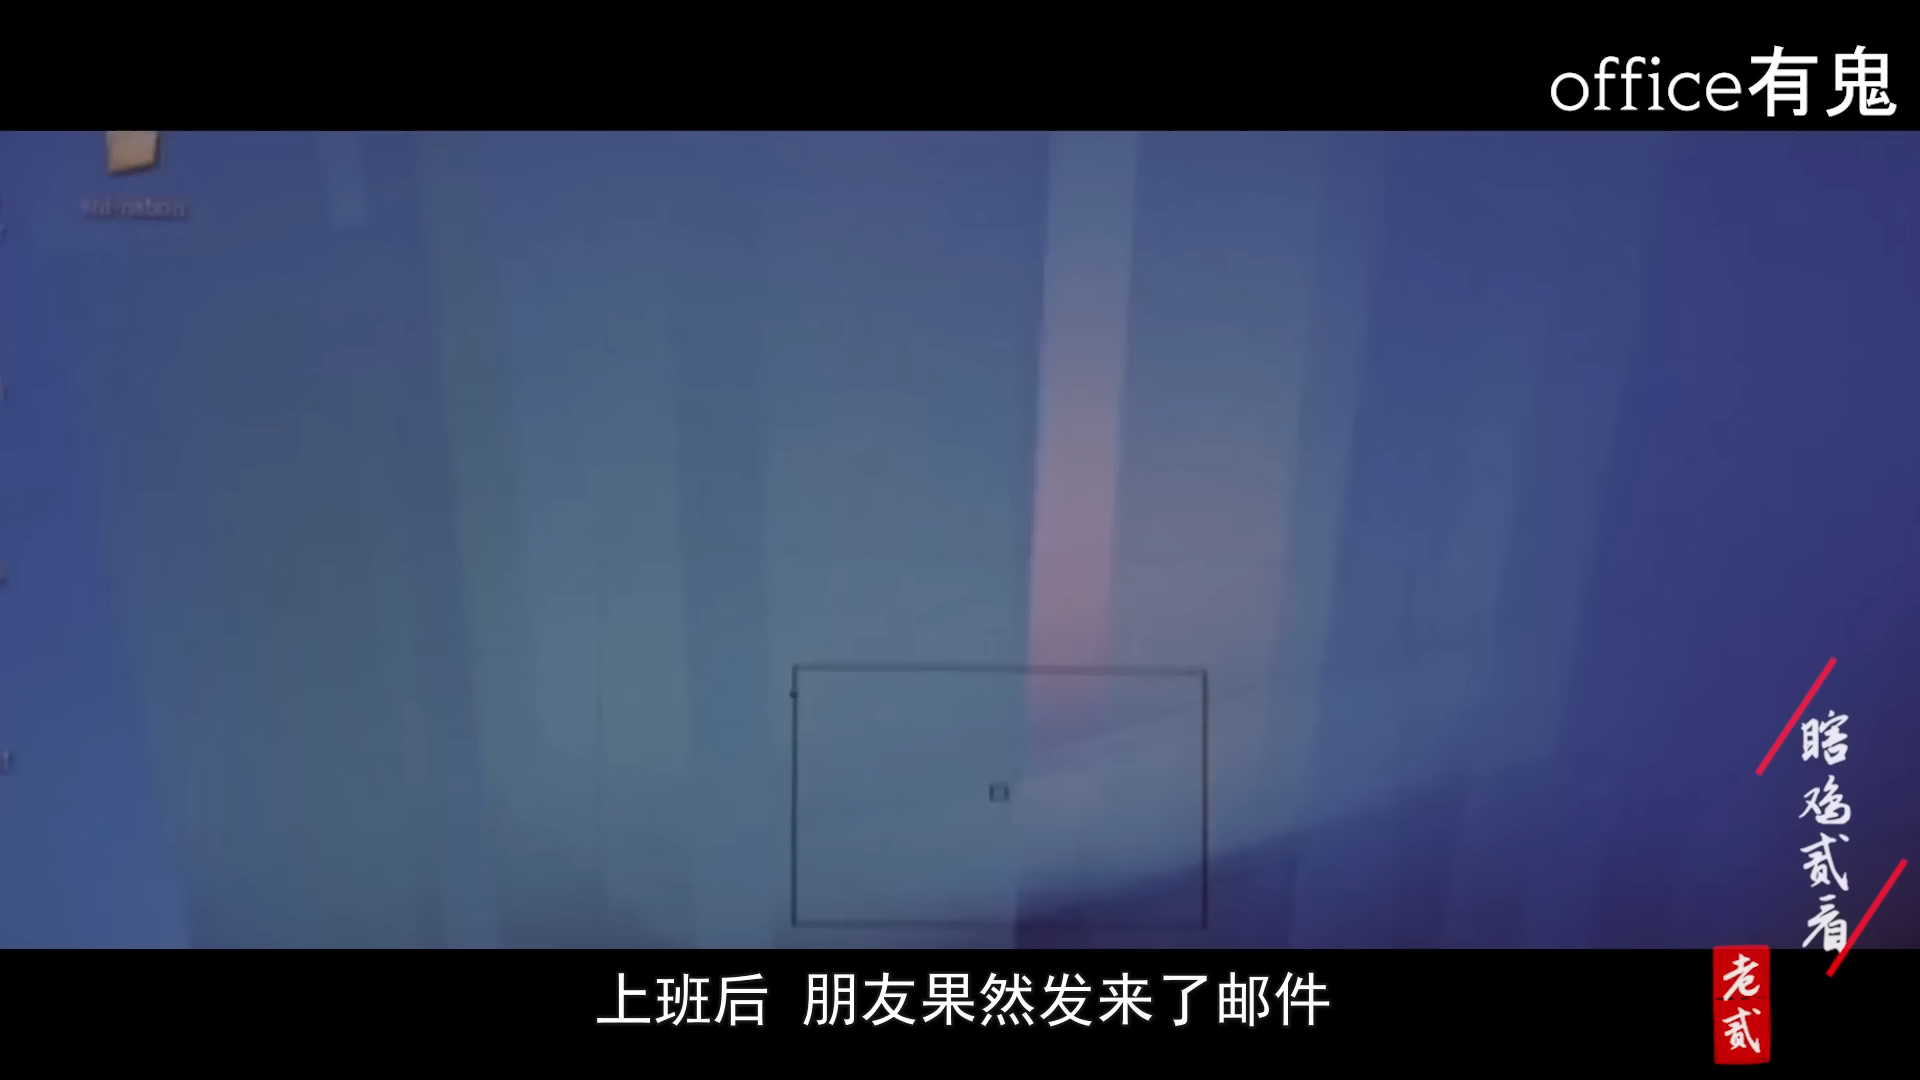 office有鬼
瞎鸡贰看
老贰
上班后 朋友果然发来了邮件